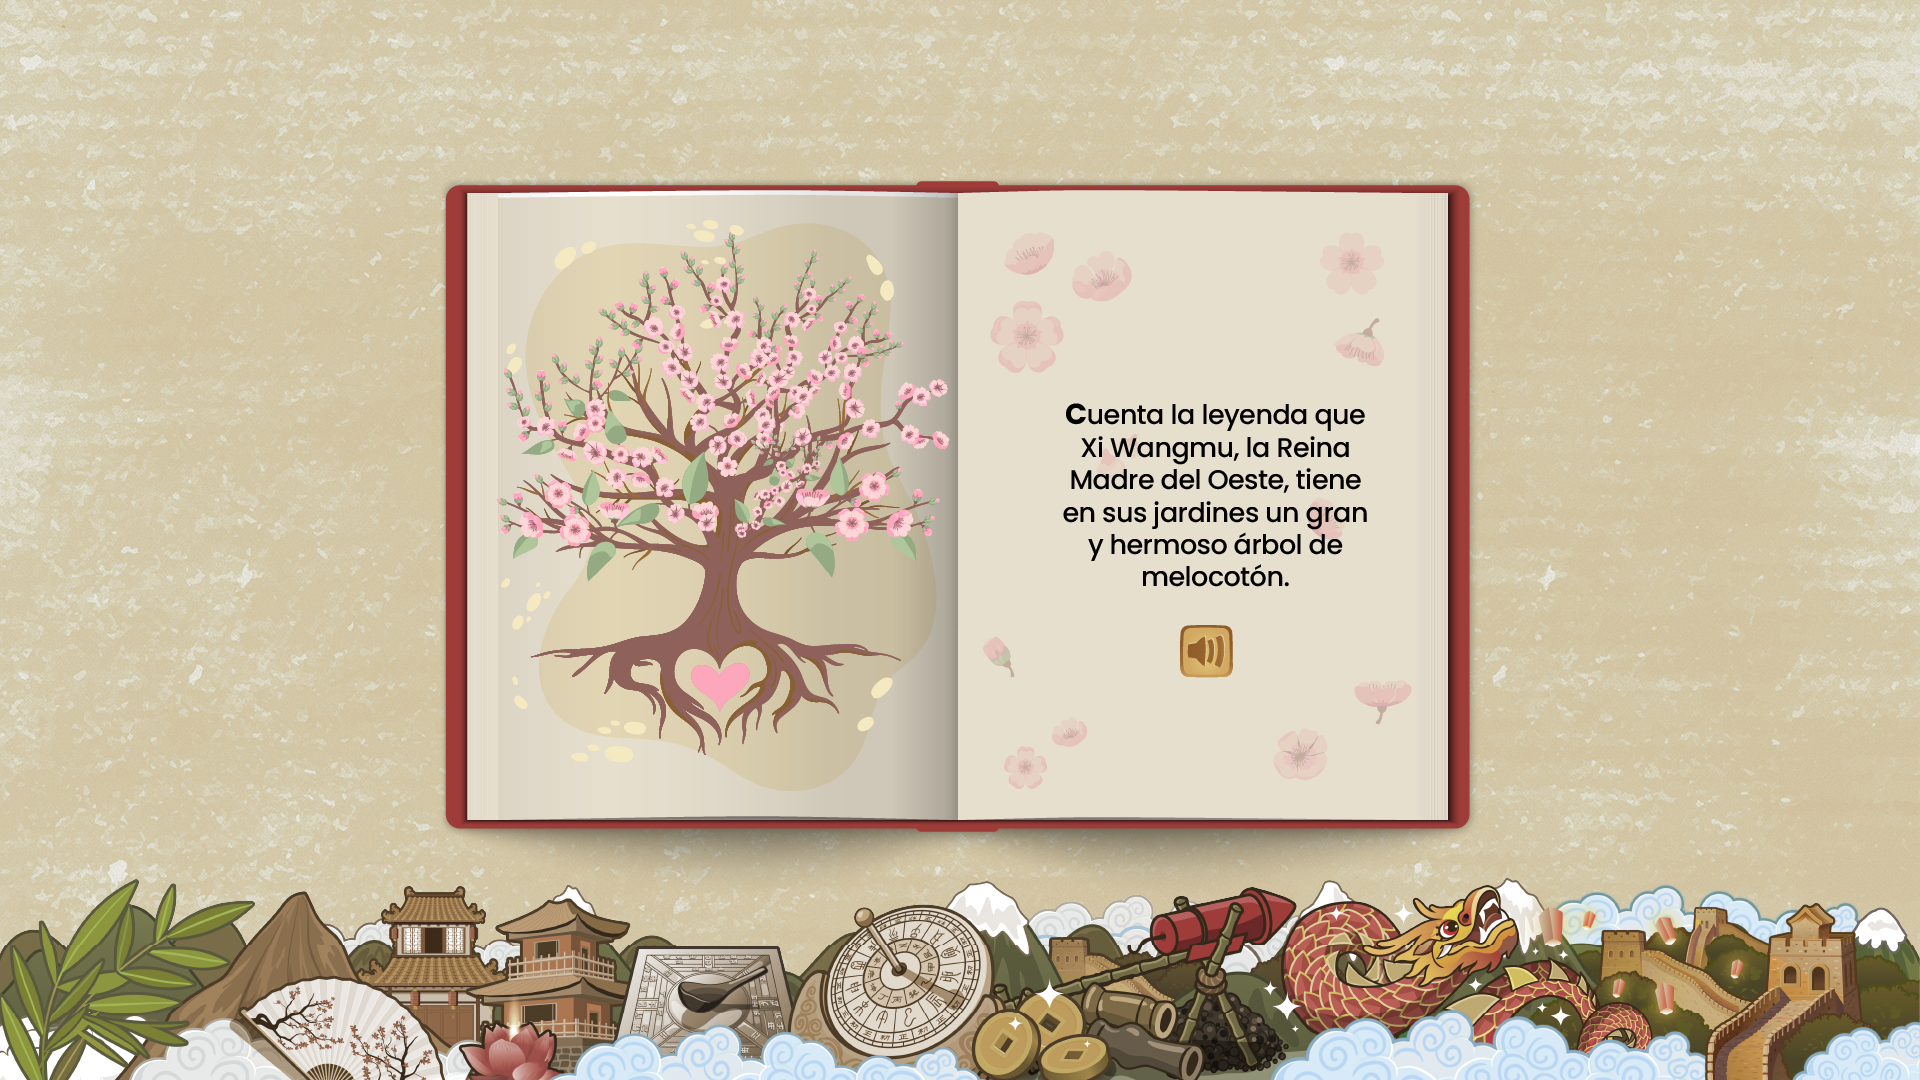 Cuenta la leyenda que
Xi Wangmu, la Reina
Madre del Oeste, tiene
en sus jardines un gran
y hermoso árbol de
melocotón.